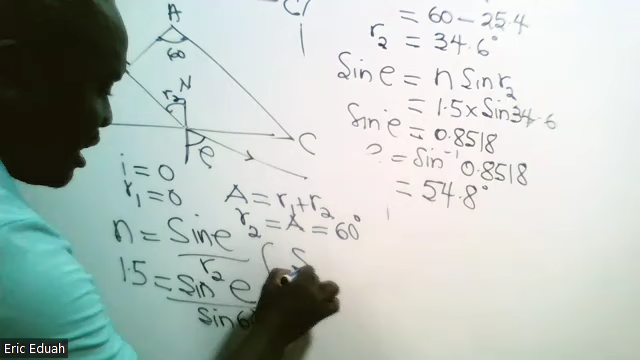 A
60
N
r₂
C
e
i = 0
r₁ = 0
A = r₁ + r₂
r₂ = A = 60°
n = Sin e
r₂
1.5 = Sin e
Sin 6
= 60 - 25.4
r₂ = 34.6°
Sin e = n Sin r₂
= 1.5 x Sin 34.6
Sin e = 0.8518
= Sin⁻¹ 0.8518
= 54.8°
Eric Eduah